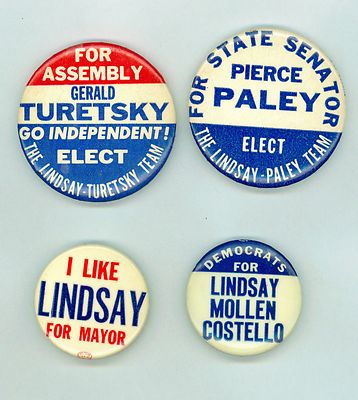 FOR
ASSEMBLY
GERALD
TURETSKY
GO INDEPENDENT!
ELECT
THE LINDSAY-TURETSKY TEAM
FOR STATE SENATOR
PIERCE
PALEY
ELECT
THE LINDSAY-PALEY TEAM
I LIKE
LINDSAY
FOR MAYOR
DEMOCRATS
FOR
LINDSAY
MOLLEN
COSTELLO